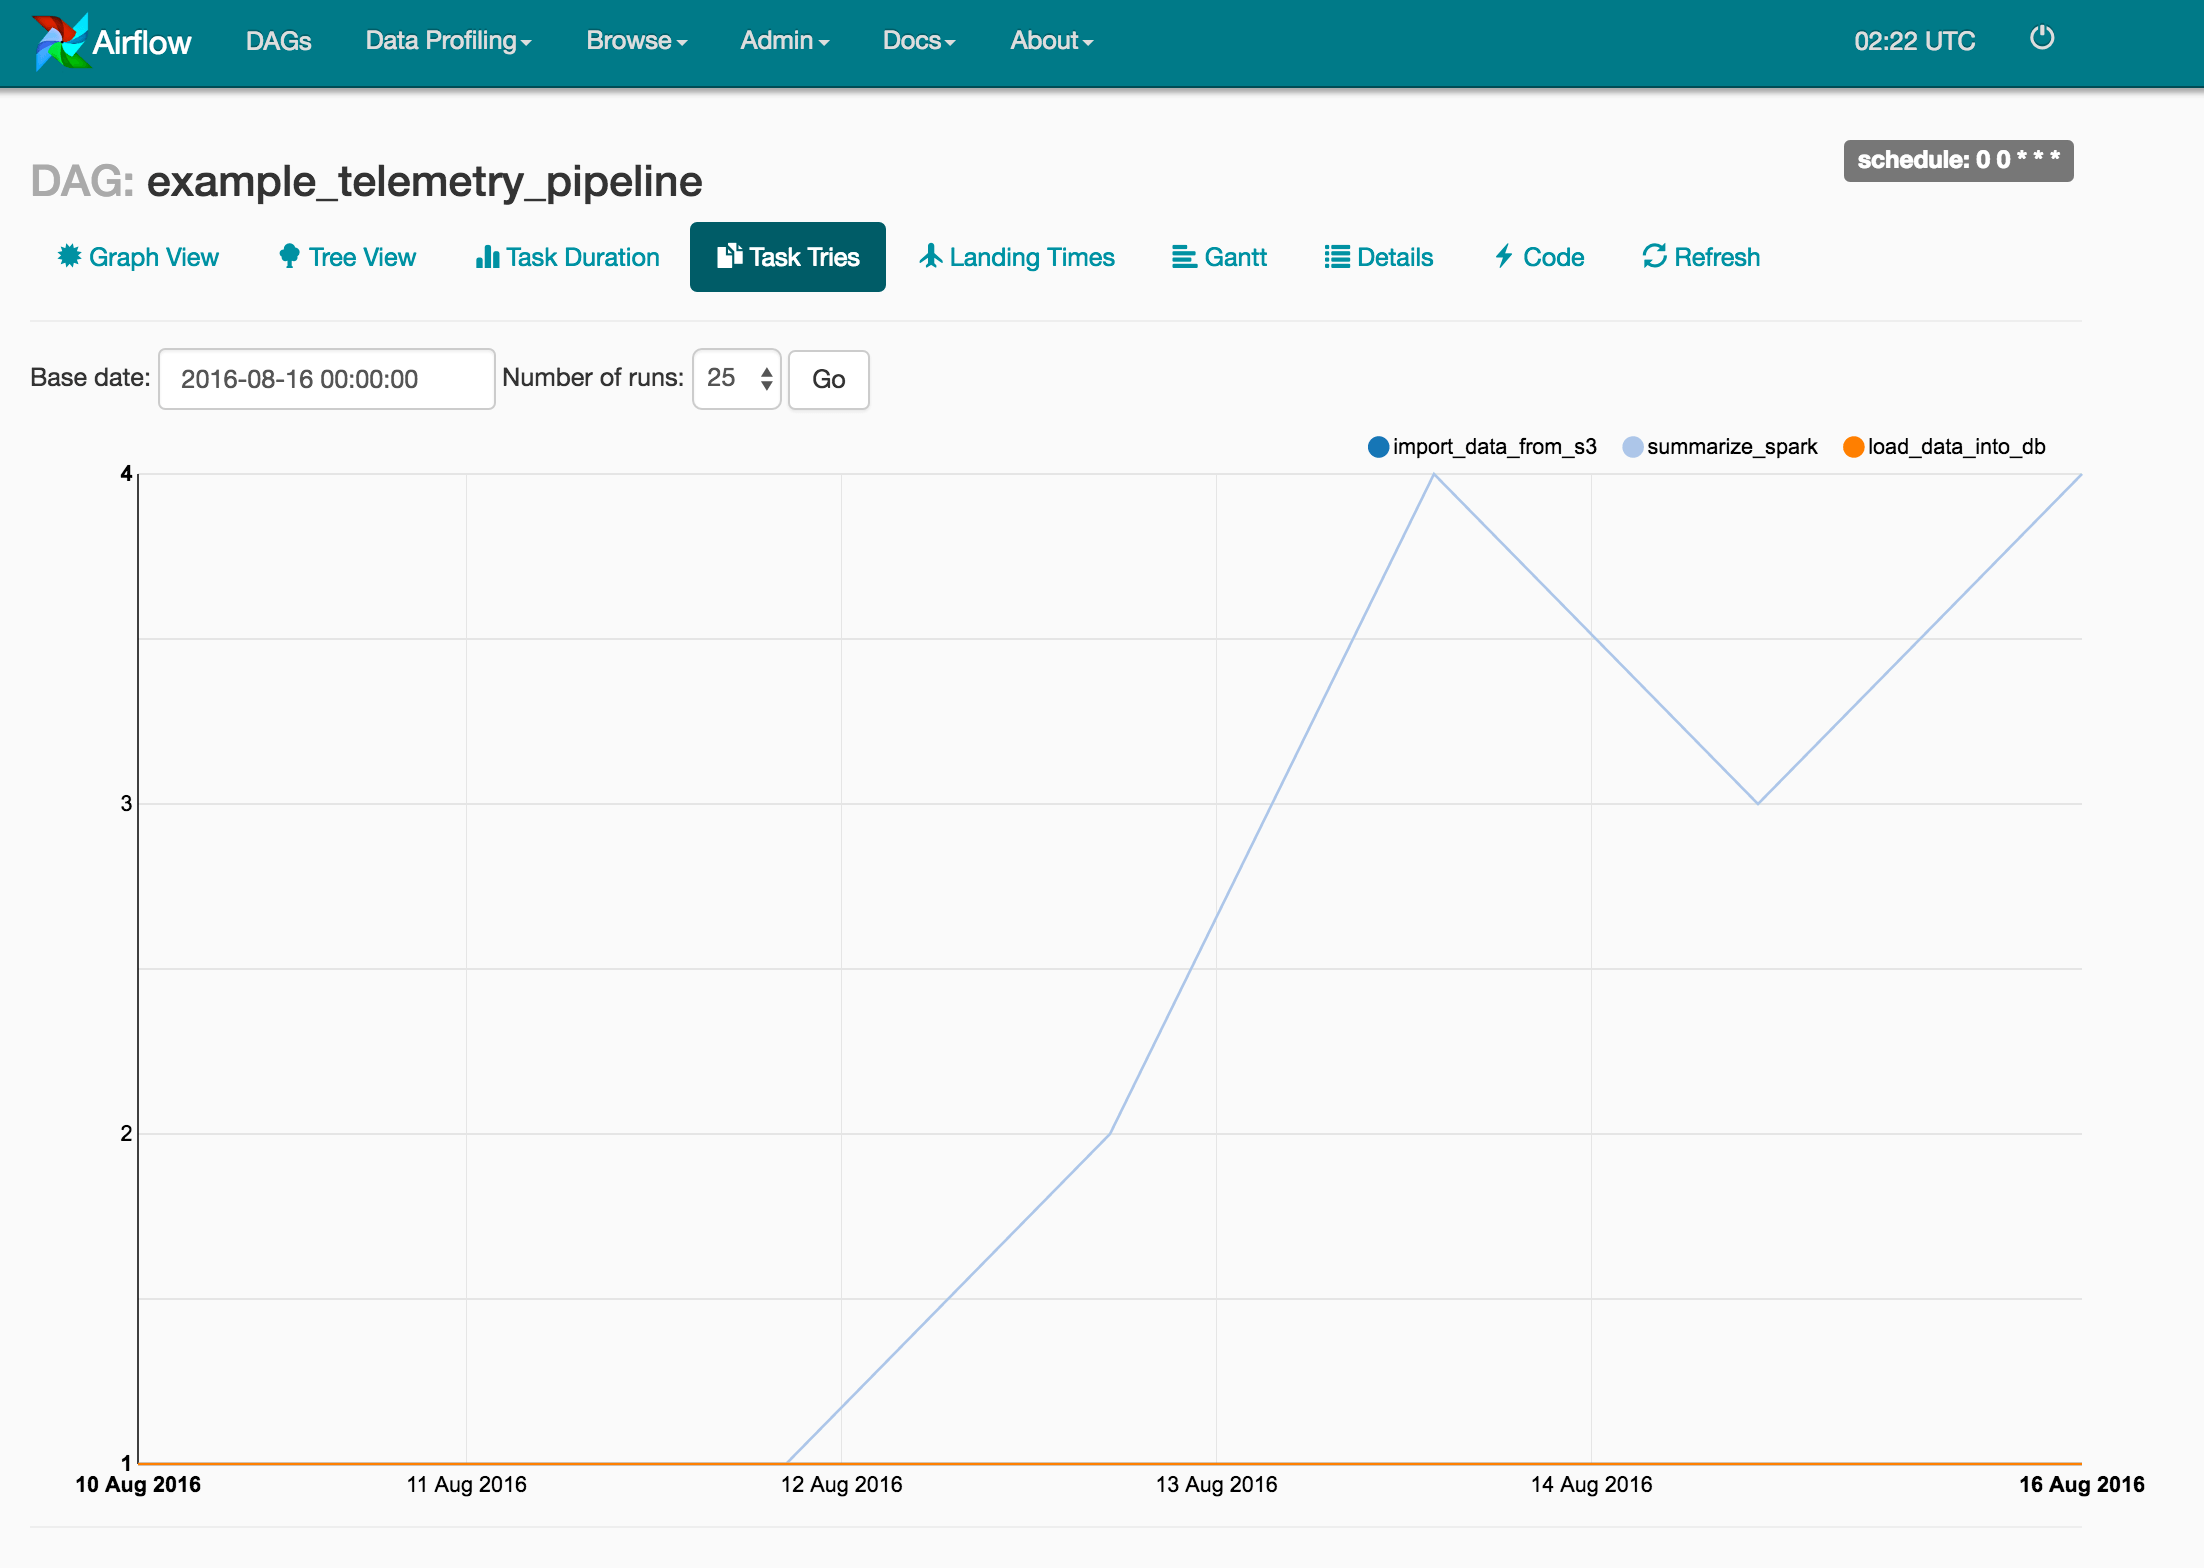 Airflow DAGs Data Profiling Browse Admin Docs About 02:22 UTC
schedule: 0 0 * * *
DAG: example_telemetry_pipeline
Graph View Tree View Task Duration Task Tries Landing Times Gantt Details Code Refresh
Base date: 2016-08-16 00:00:00 Number of runs: 25 Go
import_data_from_s3 summarize_spark load_data_into_db
4
3
2
1
10 Aug 2016 11 Aug 2016 12 Aug 2016 13 Aug 2016 14 Aug 2016 16 Aug 2016